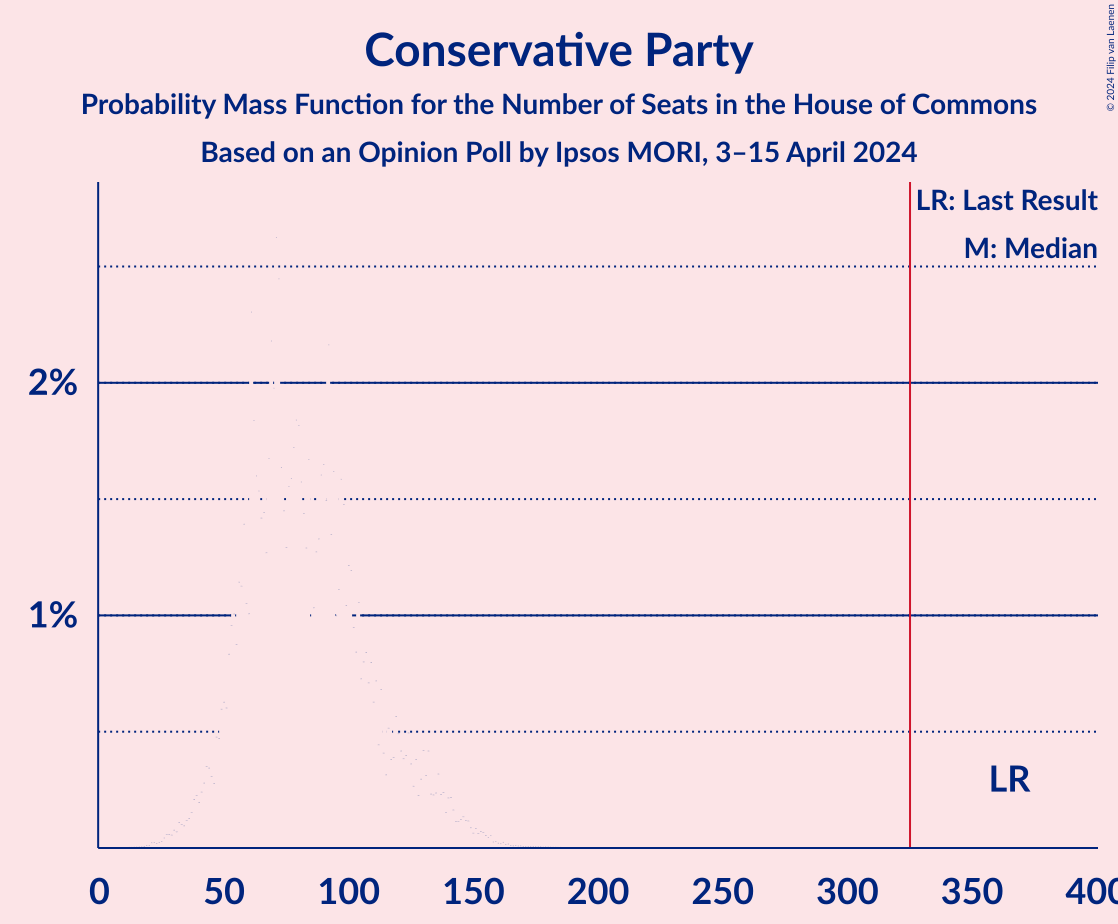 Conservative Party
Probability Mass Function for the Number of Seats in the House of Commons
Based on an Opinion Poll by Ipsos MORI, 3–15 April 2024
© 2024 Filip van Laenen
LR: Last Result
M: Median
2%
1%
LR
0 50 100 150 200 250 300 350 400